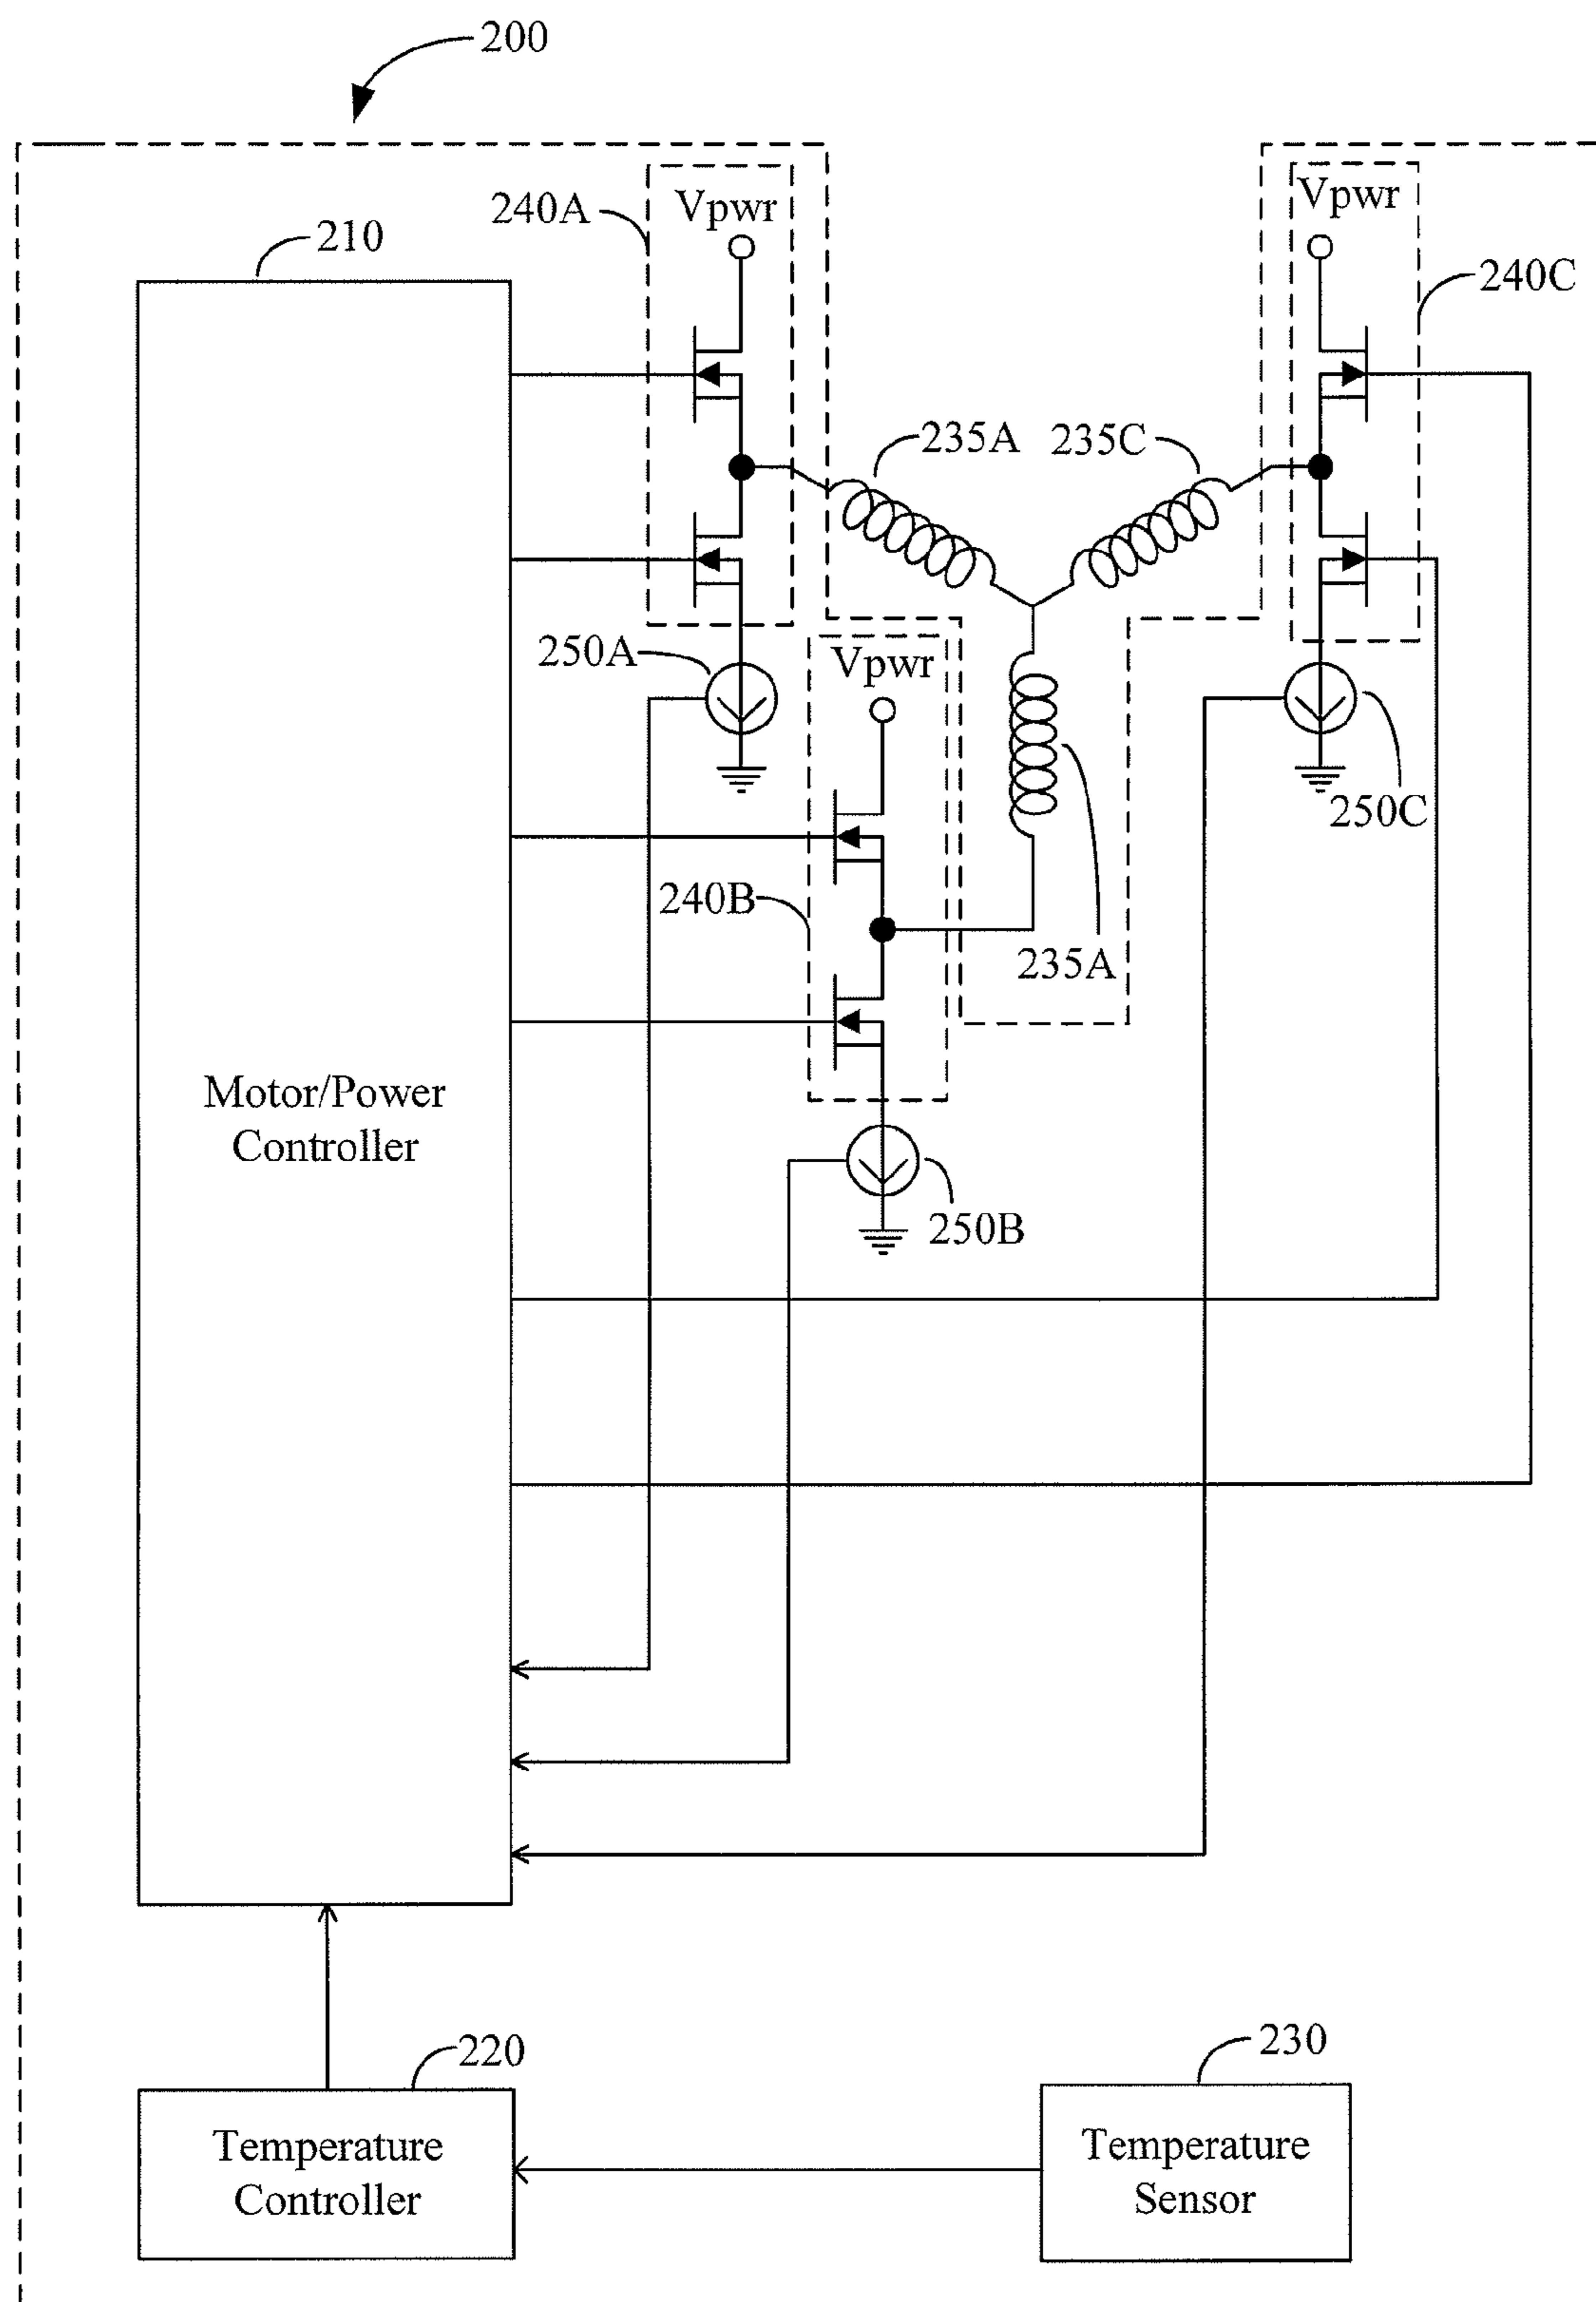 200
240A
Vpwr
Vpwr
210
240C
235A
235C
250A
Vpwr
250C
240B
235A
Motor/Power
Controller
250B
220
230
Temperature
Controller
Temperature
Sensor